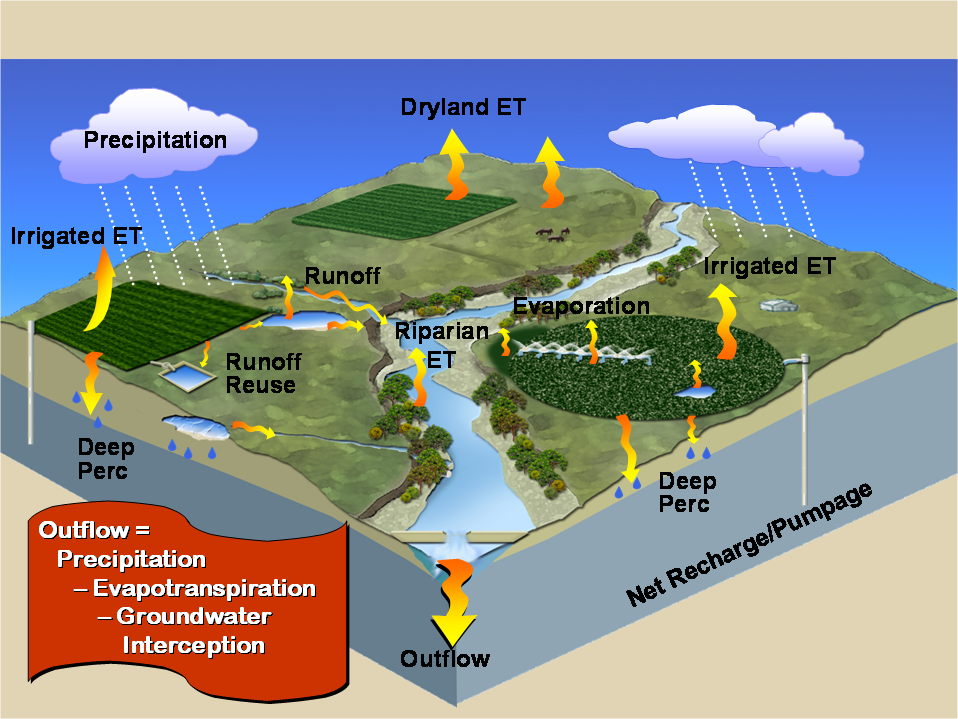 Dryland ET
Precipitation
Irrigated ET
Runoff
Irrigated ET
Evaporation
Riparian
ET
Runoff
Reuse
Deep
Perc
Deep
Perc
Net Recharge/Pumpage
Outflow =
Precipitation
– Evapotranspiration
– Groundwater
Interception
Outflow